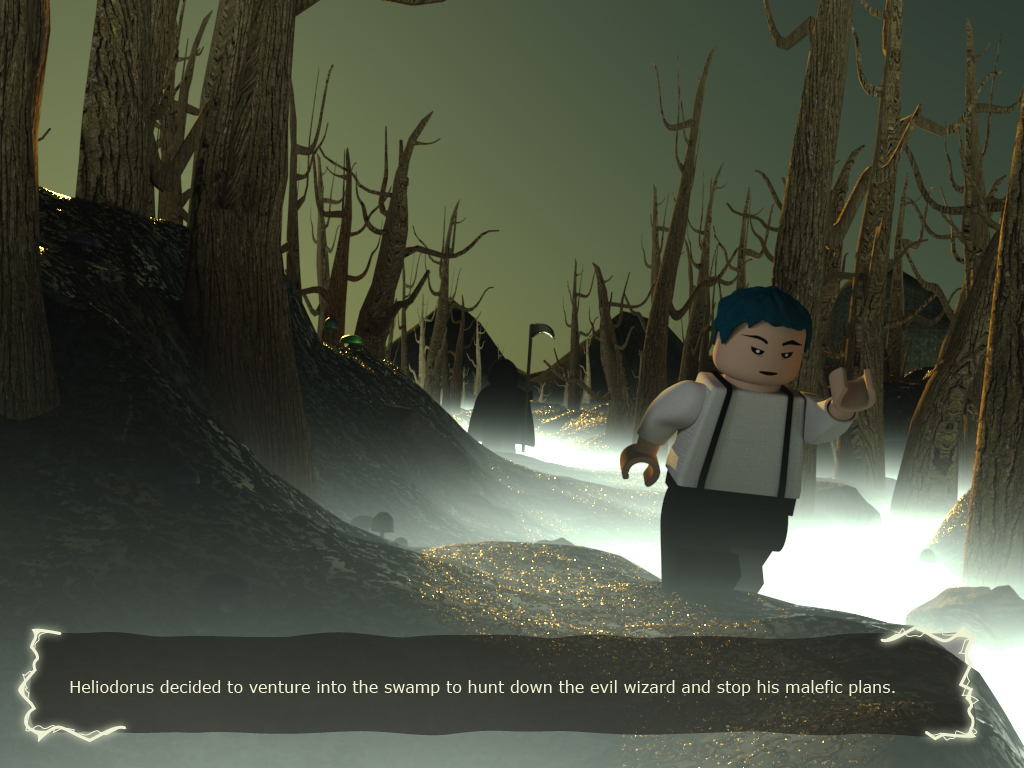 Heliodorus decided to venture into the swamp to hunt down the evil wizard and stop his malefic plans.